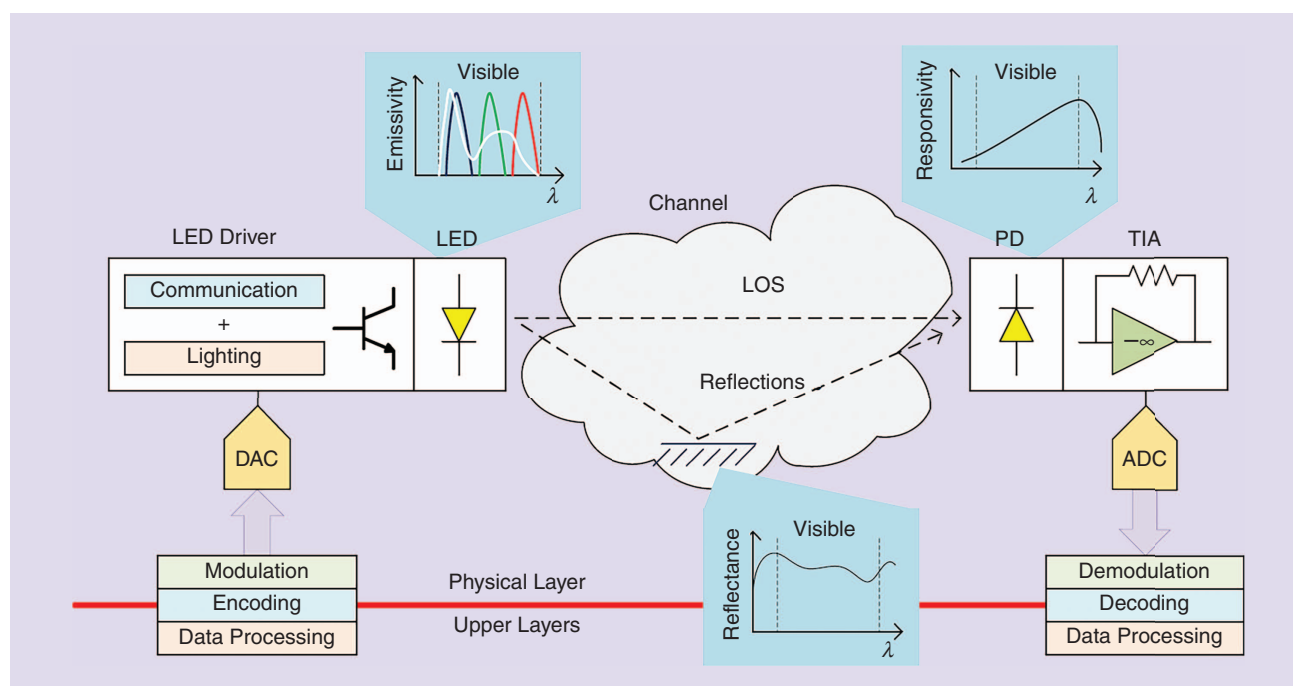 Visible
Emissivity
λ
Visible
Responsivity
λ
Channel
LED Driver
LED
PD
TIA
Communication
+
Lighting
LOS
Reflections
−∞
DAC
ADC
Visible
Reflectance
λ
Modulation
Encoding
Data Processing
Physical Layer
Upper Layers
Demodulation
Decoding
Data Processing